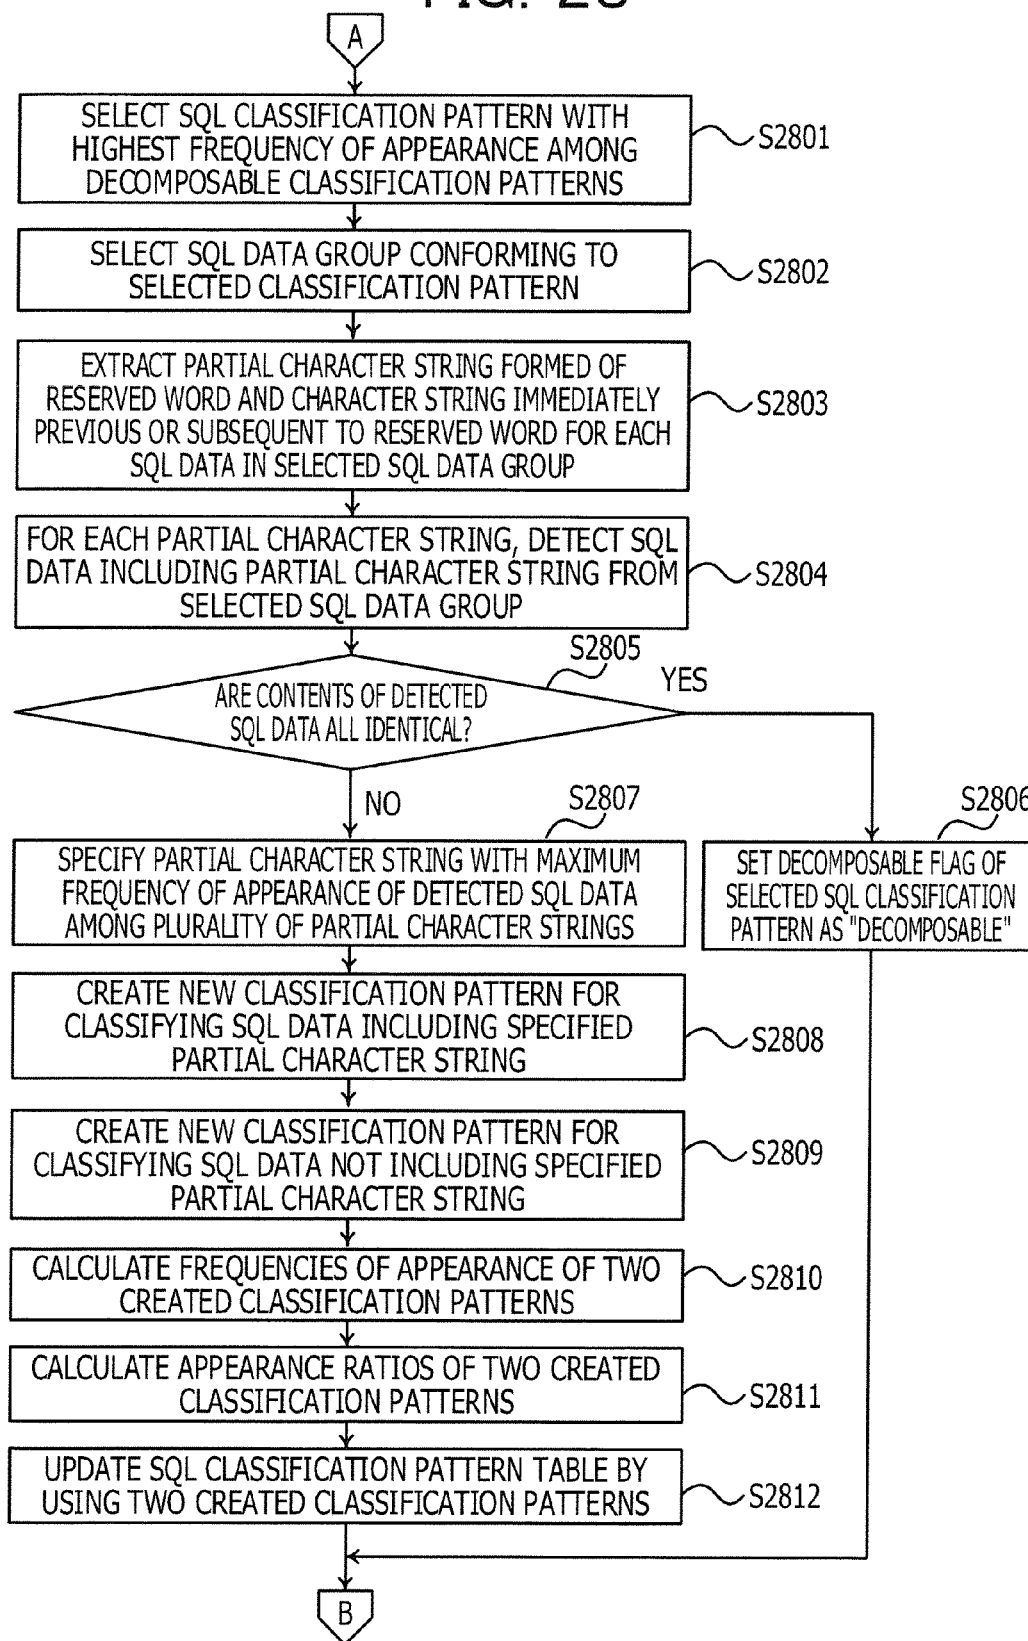 A
SELECT SQL CLASSIFICATION PATTERN WITH
HIGHEST FREQUENCY OF APPEARANCE AMONG
DECOMPOSABLE CLASSIFICATION PATTERNS
S2801
SELECT SQL DATA GROUP CONFORMING TO
SELECTED CLASSIFICATION PATTERN
S2802
EXTRACT PARTIAL CHARACTER STRING FORMED OF
RESERVED WORD AND CHARACTER STRING IMMEDIATELY
PREVIOUS OR SUBSEQUENT TO RESERVED WORD FOR EACH
SQL DATA IN SELECTED SQL DATA GROUP
S2803
FOR EACH PARTIAL CHARACTER STRING, DETECT SQL
DATA INCLUDING PARTIAL CHARACTER STRING FROM
SELECTED SQL DATA GROUP
S2804
S2805
ARE CONTENTS OF DETECTED
SQL DATA ALL IDENTICAL?
YES
NO
S2807
SPECIFY PARTIAL CHARACTER STRING WITH MAXIMUM
FREQUENCY OF APPEARANCE OF DETECTED SQL DATA
AMONG PLURALITY OF PARTIAL CHARACTER STRINGS
S2806
SET DECOMPOSABLE FLAG OF
SELECTED SQL CLASSIFICATION
PATTERN AS "DECOMPOSABLE"
CREATE NEW CLASSIFICATION PATTERN FOR
CLASSIFYING SQL DATA INCLUDING SPECIFIED
PARTIAL CHARACTER STRING
S2808
CREATE NEW CLASSIFICATION PATTERN FOR
CLASSIFYING SQL DATA NOT INCLUDING SPECIFIED
PARTIAL CHARACTER STRING
S2809
CALCULATE FREQUENCIES OF APPEARANCE OF TWO
CREATED CLASSIFICATION PATTERNS
S2810
CALCULATE APPEARANCE RATIOS OF TWO CREATED
CLASSIFICATION PATTERNS
S2811
UPDATE SQL CLASSIFICATION PATTERN TABLE BY
USING TWO CREATED CLASSIFICATION PATTERNS
S2812
B